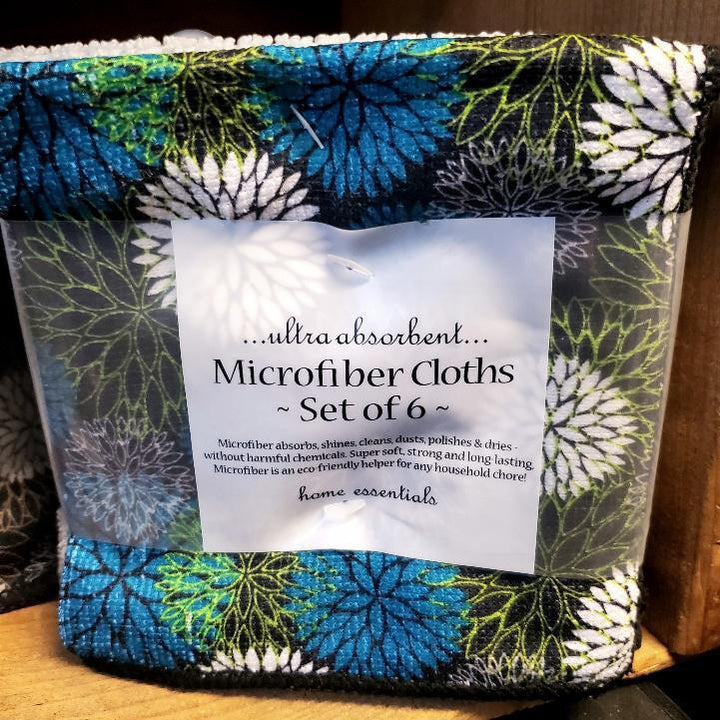 ...ultra absorbent...
Microfiber Cloths
~ Set of 6 ~
Microfiber absorbs, shines, cleans, dusts, polishes & dries -
without harmful chemicals. Super soft, strong and long-lasting,
Microfiber is an eco-friendly helper for any household chore!
home essentials